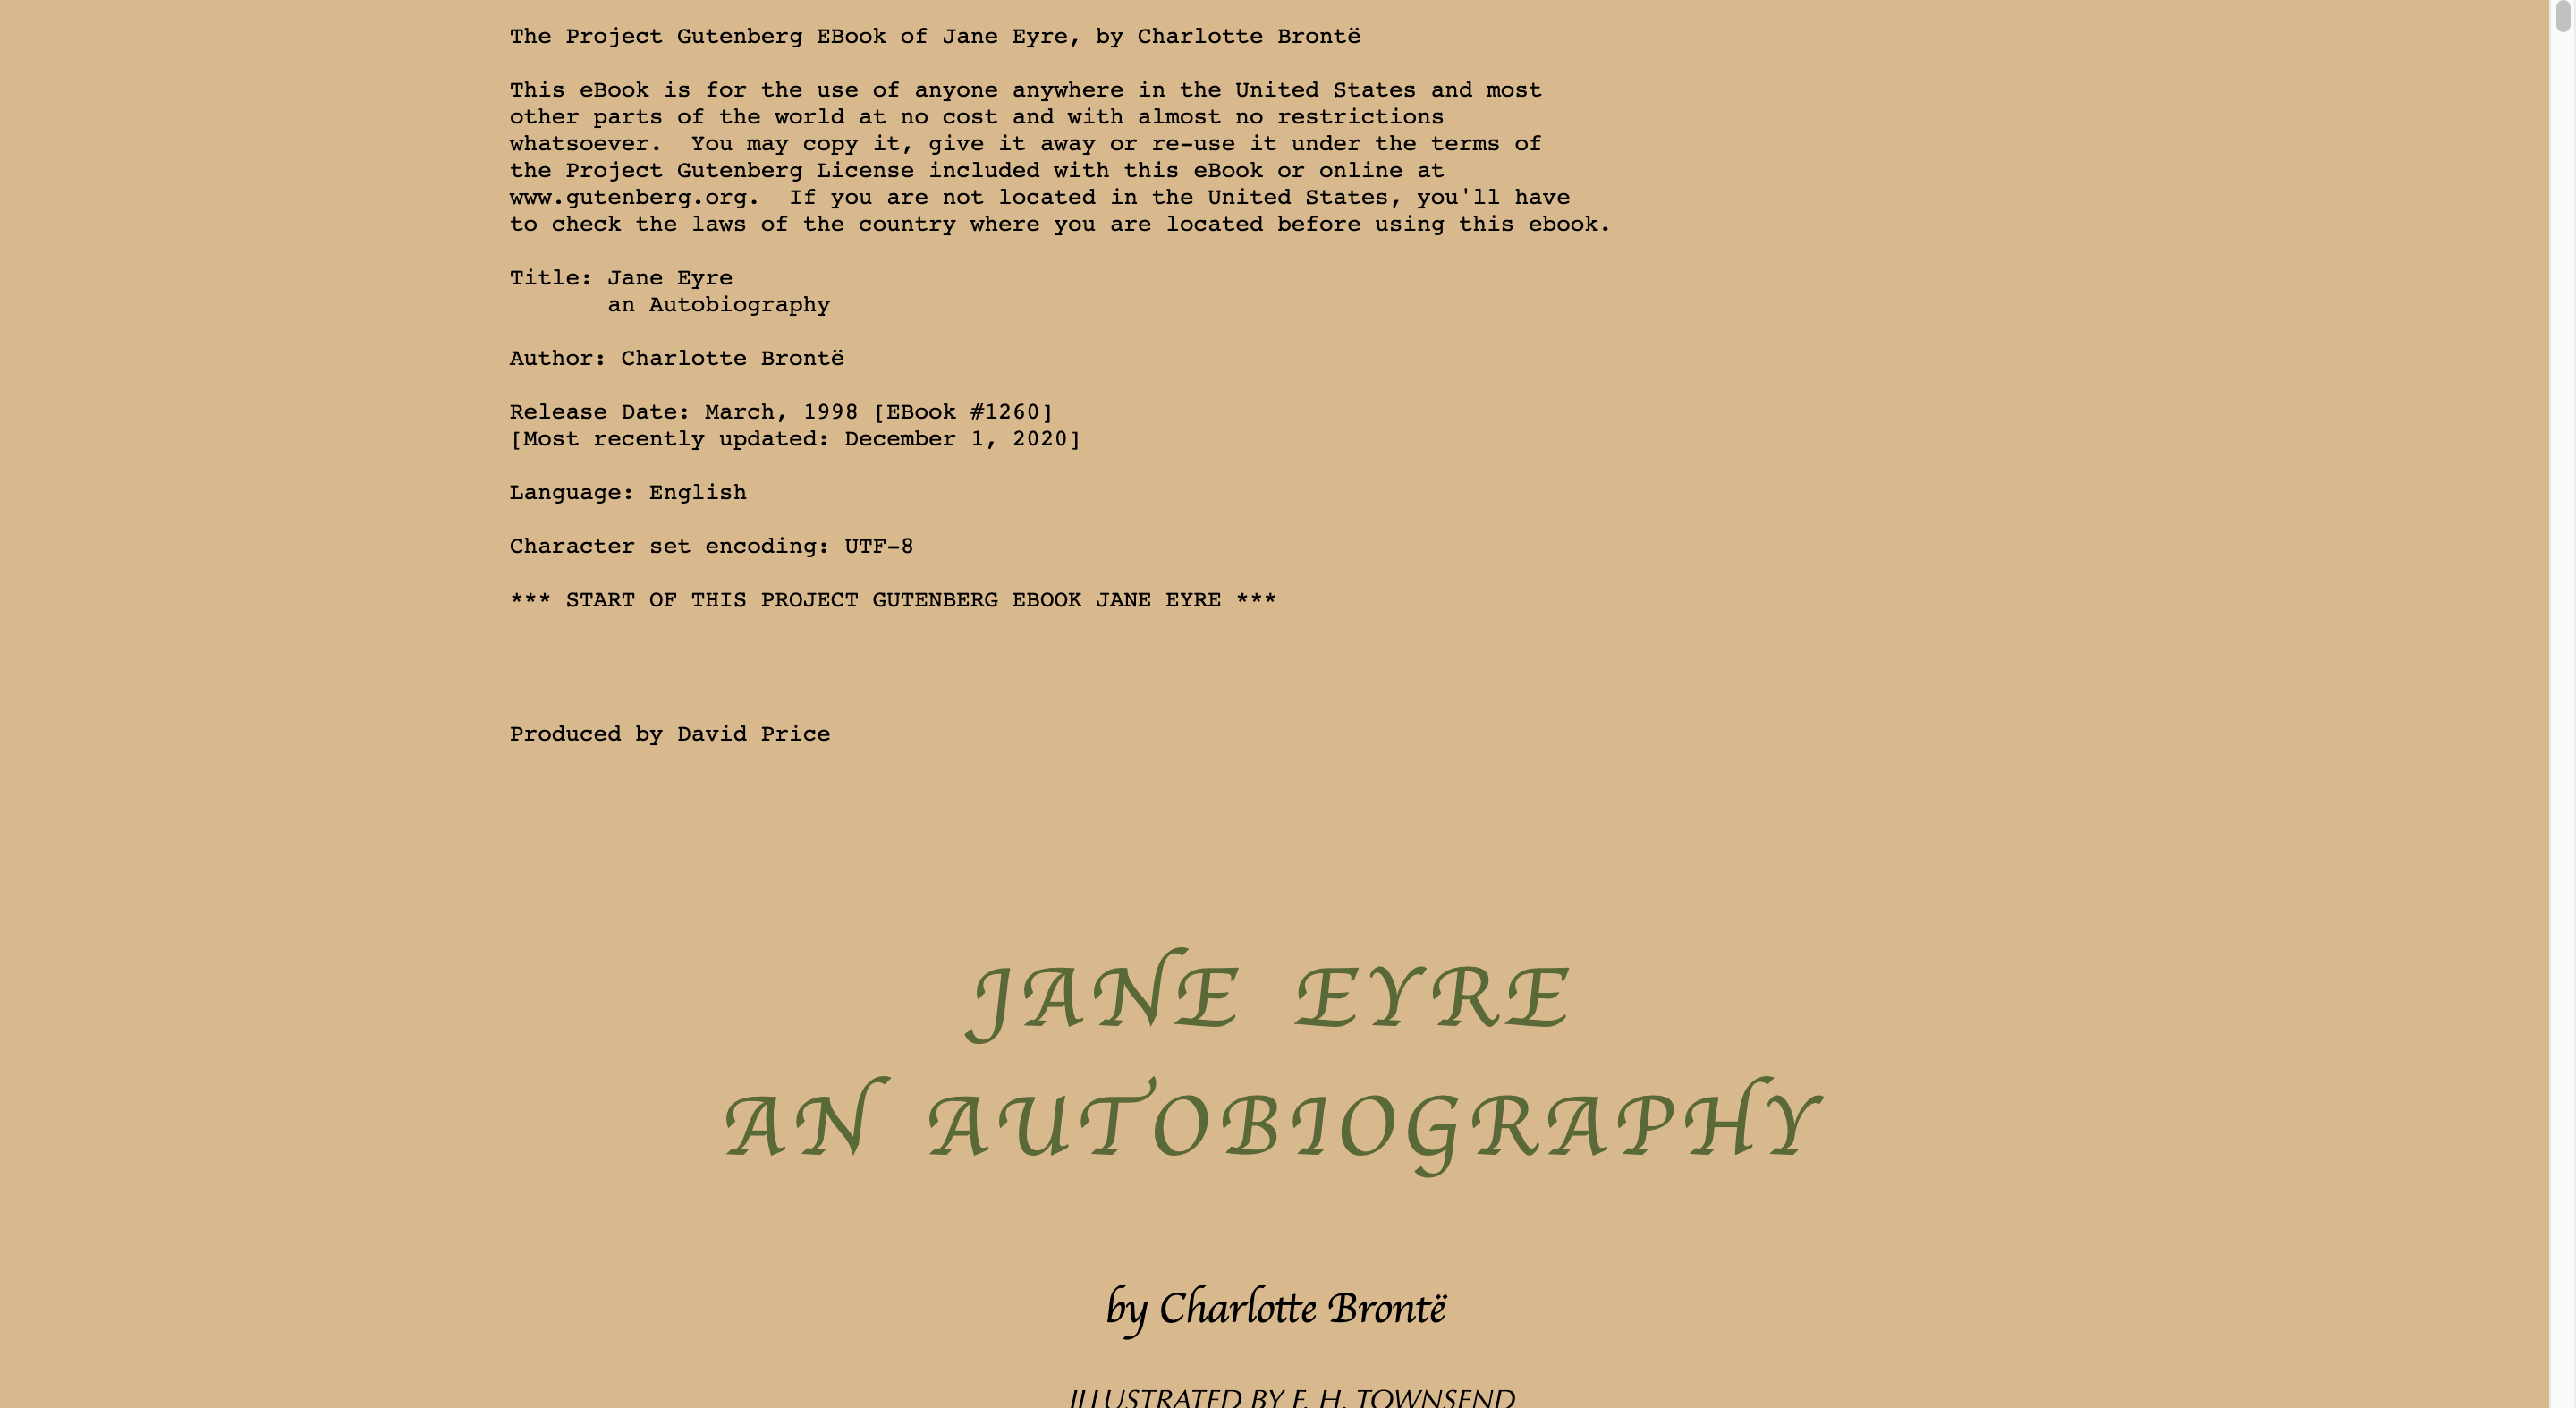 The Project Gutenberg EBook of Jane Eyre, by Charlotte Brontë
This eBook is for the use of anyone anywhere in the United States and most
other parts of the world at no cost and with almost no restrictions
whatsoever.  You may copy it, give it away or re-use it under the terms of
the Project Gutenberg License included with this eBook or online at
www.gutenberg.org.  If you are not located in the United States, you'll have
to check the laws of the country where you are located before using this ebook.
Title: Jane Eyre
an Autobiography
Author: Charlotte Brontë
Release Date: March, 1998 [EBook #1260]
[Most recently updated: December 1, 2020]
Language: English
Character set encoding: UTF-8
*** START OF THIS PROJECT GUTENBERG EBOOK JANE EYRE ***
Produced by David Price
JANE EYRE
AN AUTOBIOGRAPHY
by Charlotte Brontë
ILLUSTRATED BY F. H. TOWNSEND